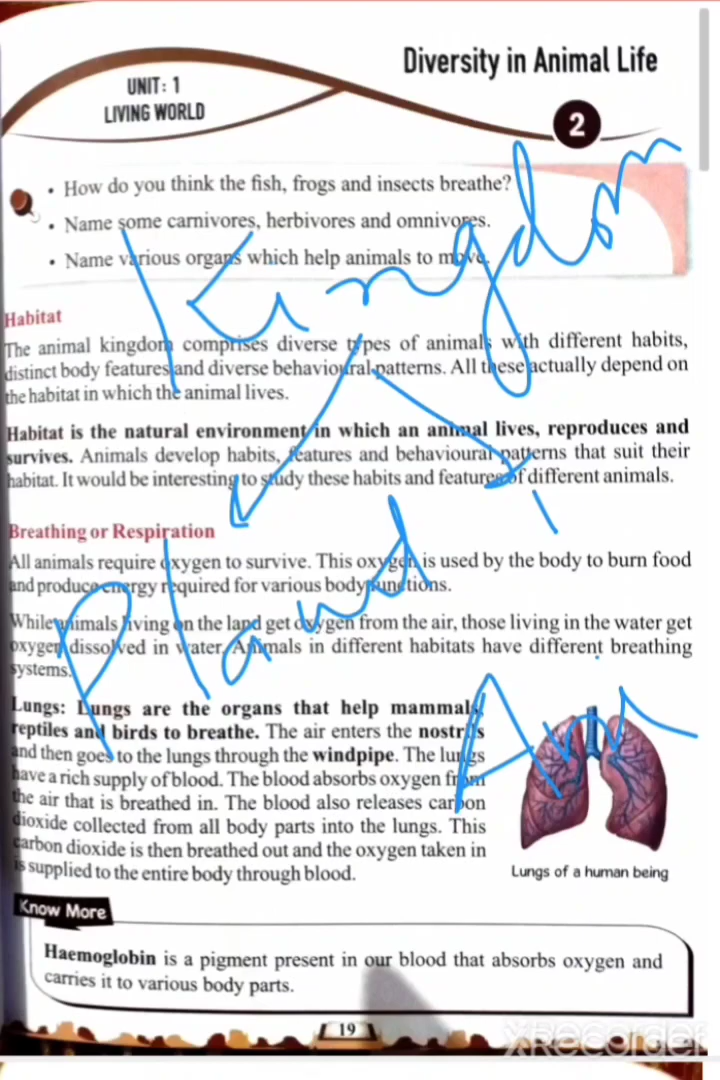 Diversity in Animal Life
UNIT: 1
LIVING WORLD
2
• How do you think the fish, frogs and insects breathe?
• Name some carnivores, herbivores and omnivores.
• Name various organs which help animals to move.
Kingdom
Habitat
The animal kingdom comprises diverse types of animals with different habits,
distinct body features and diverse behavioural patterns. All these actually depend on
the habitat in which the animal lives.
Habitat is the natural environment in which an animal lives, reproduces and
survives. Animals develop habits, features and behavioural patterns that suit their
habitat. It would be interesting to study these habits and features of different animals.
Breathing or Respiration
All animals require oxygen to survive. This oxygen is used by the body to burn food
and produce energy required for various body functions.
While animals living on the land get oxygen from the air, those living in the water get
oxygen dissolved in water. Animals in different habitats have different breathing
systems.
Lungs: Lungs are the organs that help mammals,
reptiles and birds to breathe. The air enters the nostrils
and then goes to the lungs through the windpipe. The lungs
have a rich supply of blood. The blood absorbs oxygen from
the air that is breathed in. The blood also releases carbon
dioxide collected from all body parts into the lungs. This
carbon dioxide is then breathed out and the oxygen taken in
is supplied to the entire body through blood.
Lungs of a human being
Know More
Haemoglobin is a pigment present in our blood that absorbs oxygen and
carries it to various body parts.
19
XRecorder